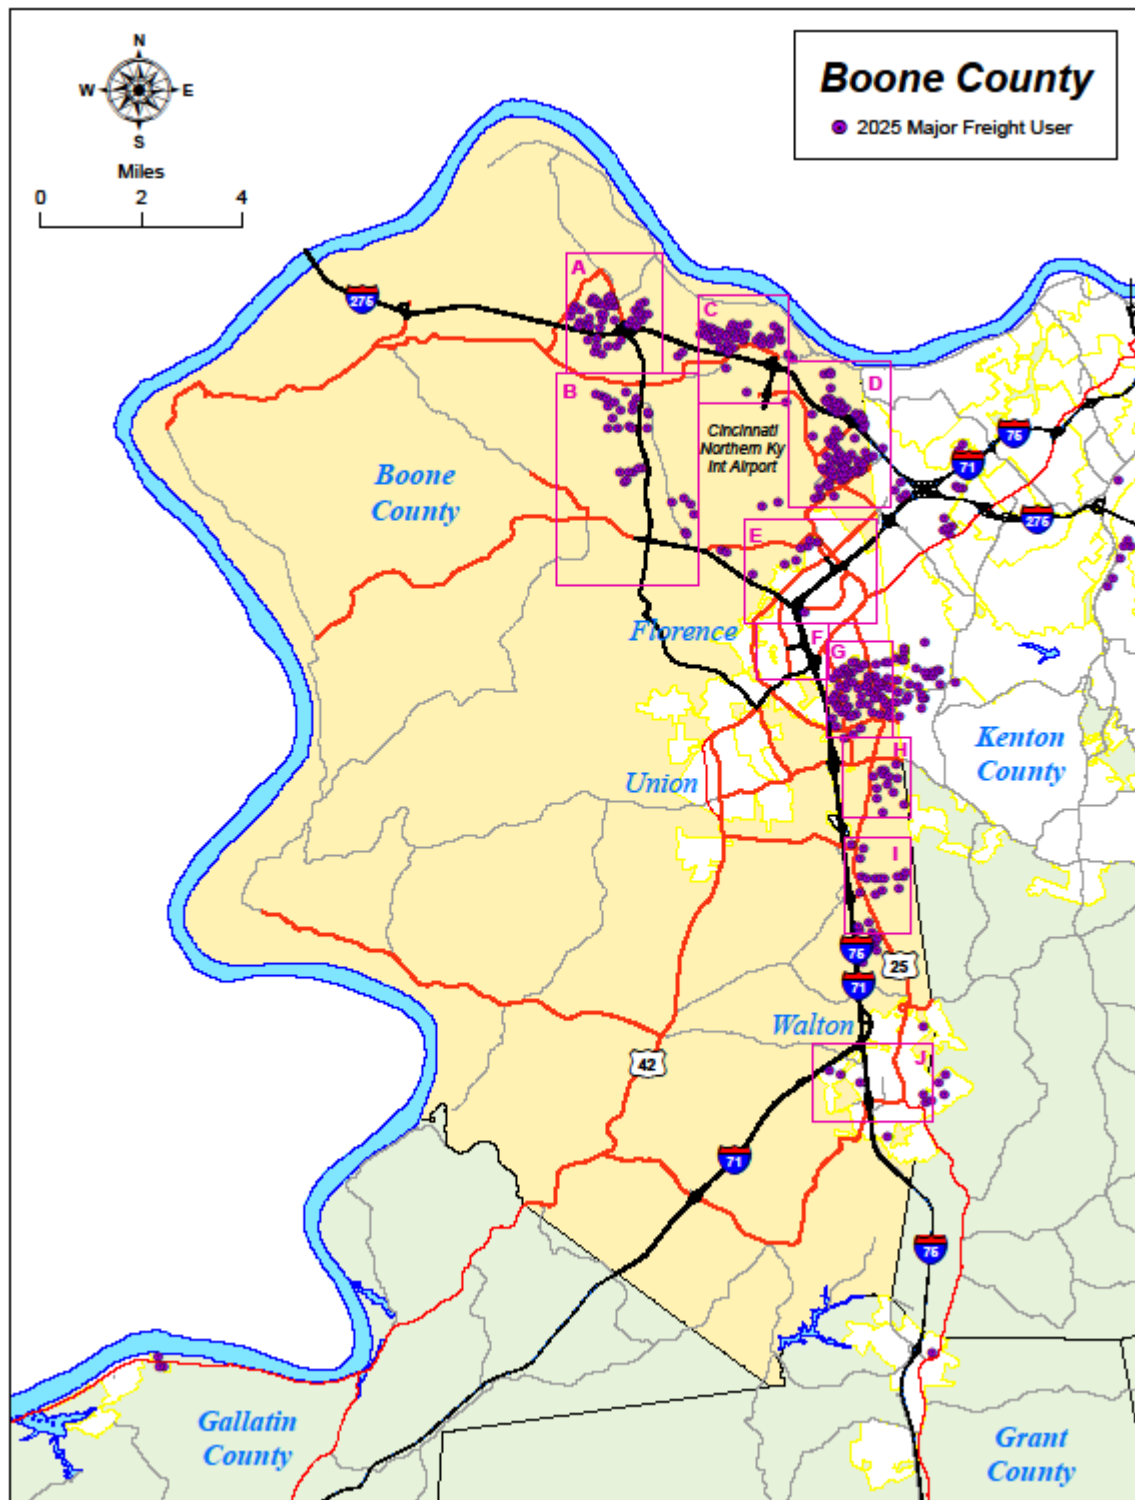 N
W E
S
Miles
0 2 4
Boone County
2025 Major Freight User
A
275
C
B
D
Cincinnati
Northern Ky
Int Airport
75
71
275
Boone
County
E
Florence
F
G
Kenton
County
H
Union
I
75
25
71
Walton
J
42
71
75
Gallatin
County
Grant
County